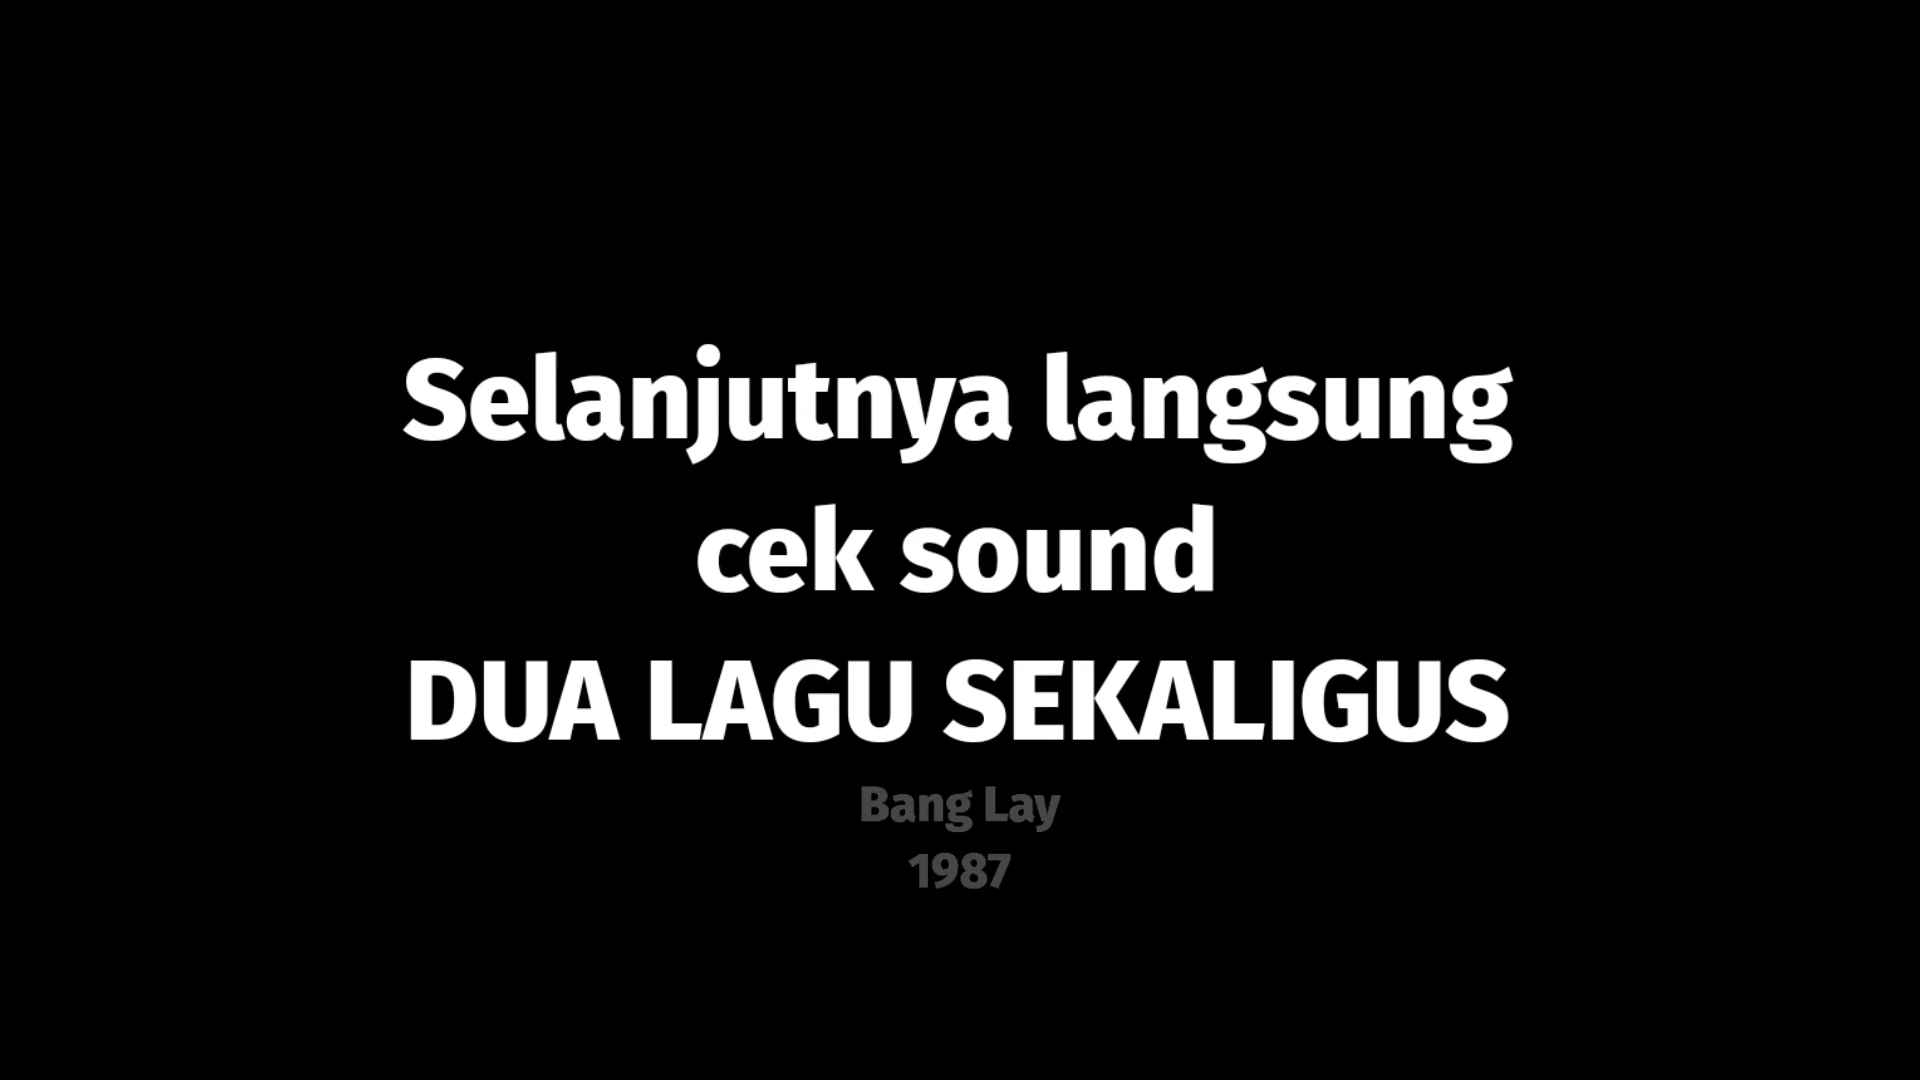 Selanjutnya langsung
cek sound
DUA LAGU SEKALIGUS
Bang Lay
1987